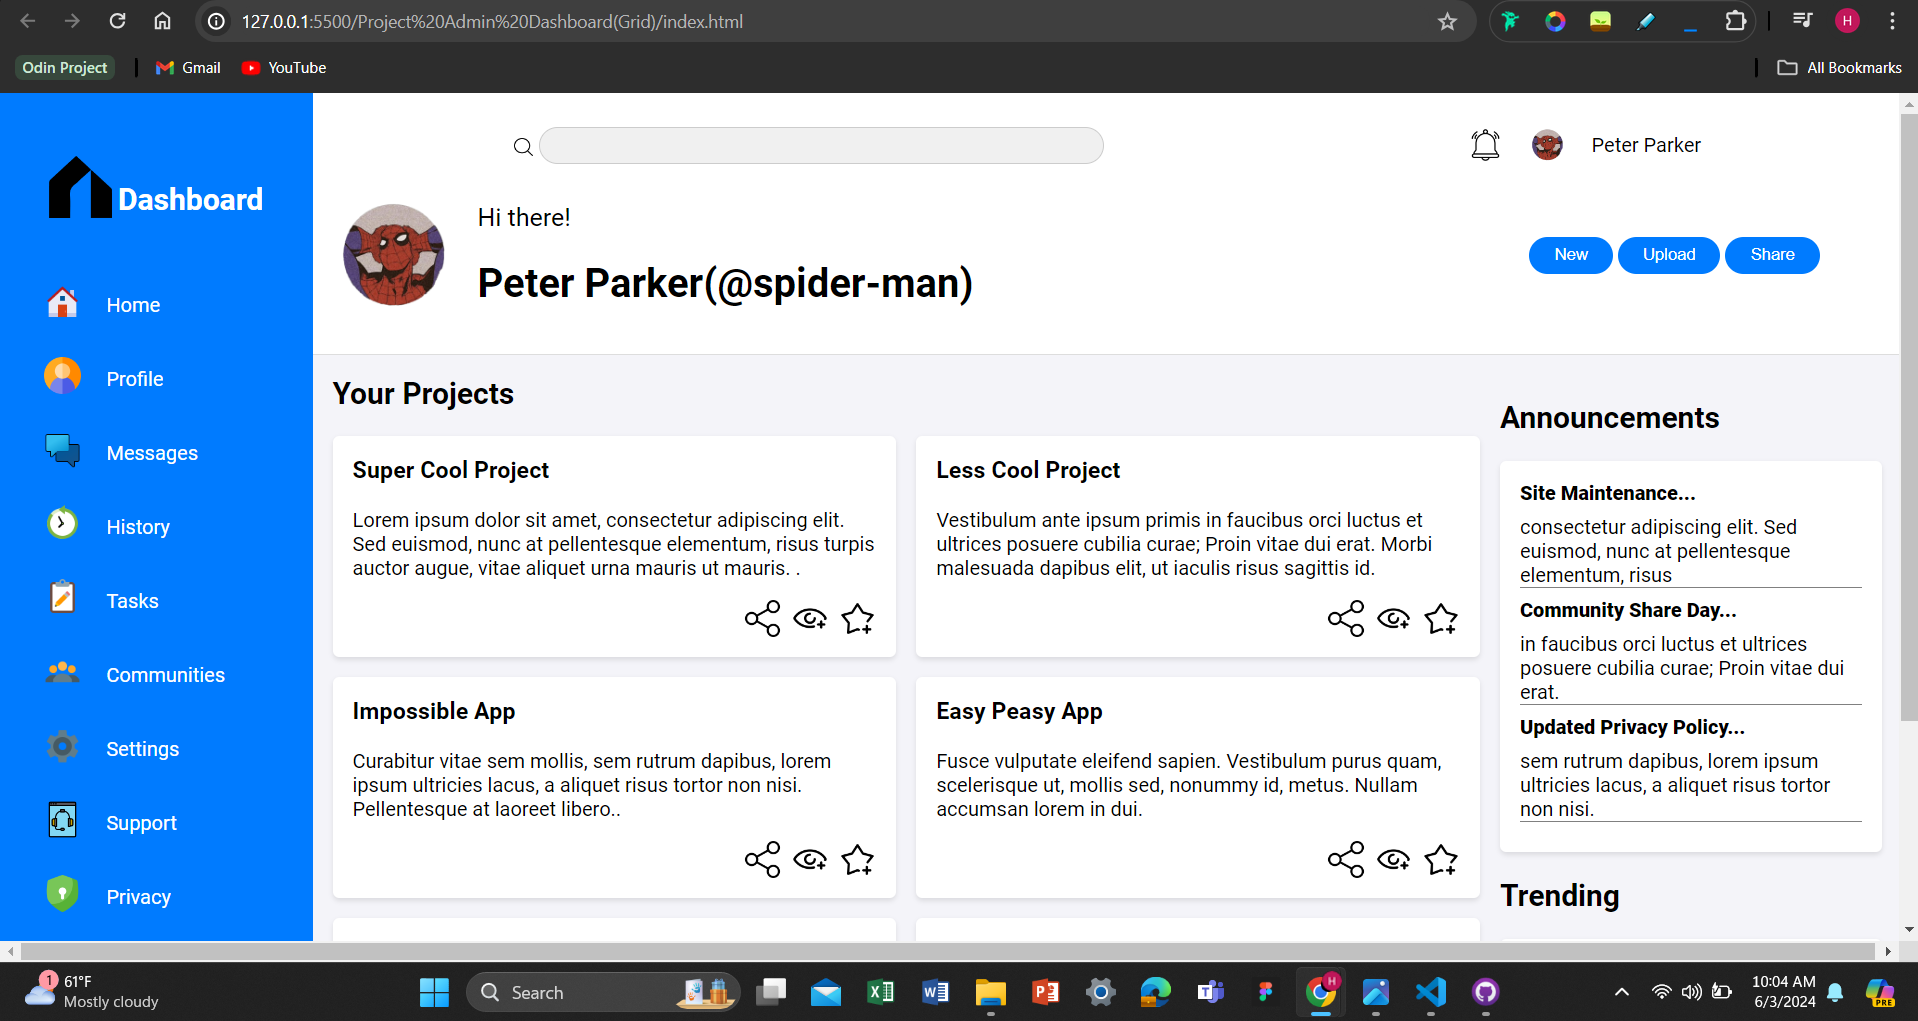 127.0.0.1:5500/Project%20Admin%20Dashboard(Grid)/index.html
H
Odin Project
Gmail
YouTube
All Bookmarks
Dashboard
Home
Profile
Messages
History
Tasks
Communities
Settings
Support
Privacy
Peter Parker
Hi there!
Peter Parker(@spider-man)
New
Upload
Share
Your Projects
Super Cool Project
Lorem ipsum dolor sit amet, consectetur adipiscing elit.
Sed euismod, nunc at pellentesque elementum, risus turpis
auctor augue, vitae aliquet urna mauris ut mauris. .
Less Cool Project
Vestibulum ante ipsum primis in faucibus orci luctus et
ultrices posuere cubilia curae; Proin vitae dui erat. Morbi
malesuada dapibus elit, ut iaculis risus sagittis id.
Impossible App
Curabitur vitae sem mollis, sem rutrum dapibus, lorem
ipsum ultricies lacus, a aliquet risus tortor non nisi.
Pellentesque at laoreet libero..
Easy Peasy App
Fusce vulputate eleifend sapien. Vestibulum purus quam,
scelerisque ut, mollis sed, nonummy id, metus. Nullam
accumsan lorem in dui.
Announcements
Site Maintenance...
consectetur adipiscing elit. Sed
euismod, nunc at pellentesque
elementum, risus
Community Share Day...
in faucibus orci luctus et ultrices
posuere cubilia curae; Proin vitae dui
erat.
Updated Privacy Policy...
sem rutrum dapibus, lorem ipsum
ultricies lacus, a aliquet risus tortor
non nisi.
Trending
1
61°F
Mostly cloudy
Search
H
10:04 AM
6/3/2024
PRE